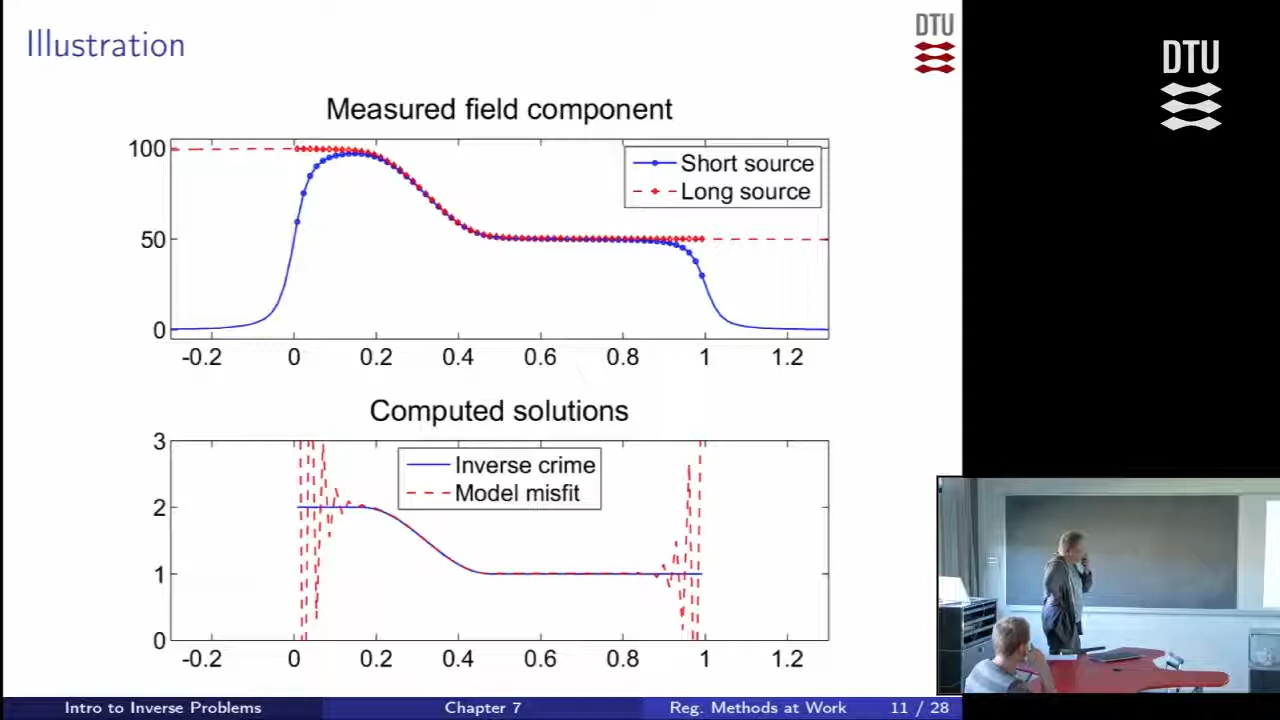 Illustration
DTU
DTU
Measured field component
100
50
0
Short source
Long source
-0.2 0 0.2 0.4 0.6 0.8 1 1.2
Computed solutions
3
2
1
0
Inverse crime
Model misfit
-0.2 0 0.2 0.4 0.6 0.8 1 1.2
Intro to Inverse Problems Chapter 7 Reg. Methods at Work 11 / 28